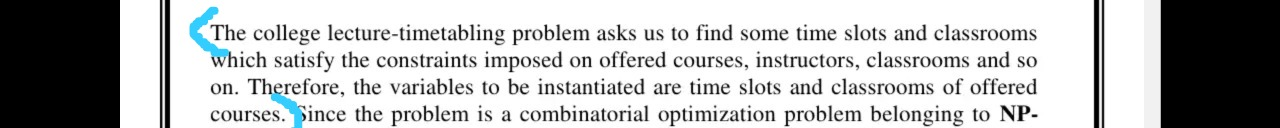 The college lecture-timetabling problem asks us to find some time slots and classrooms
which satisfy the constraints imposed on offered courses, instructors, classrooms and so
on. Therefore, the variables to be instantiated are time slots and classrooms of offered
courses. Since the problem is a combinatorial optimization problem belonging to NP-